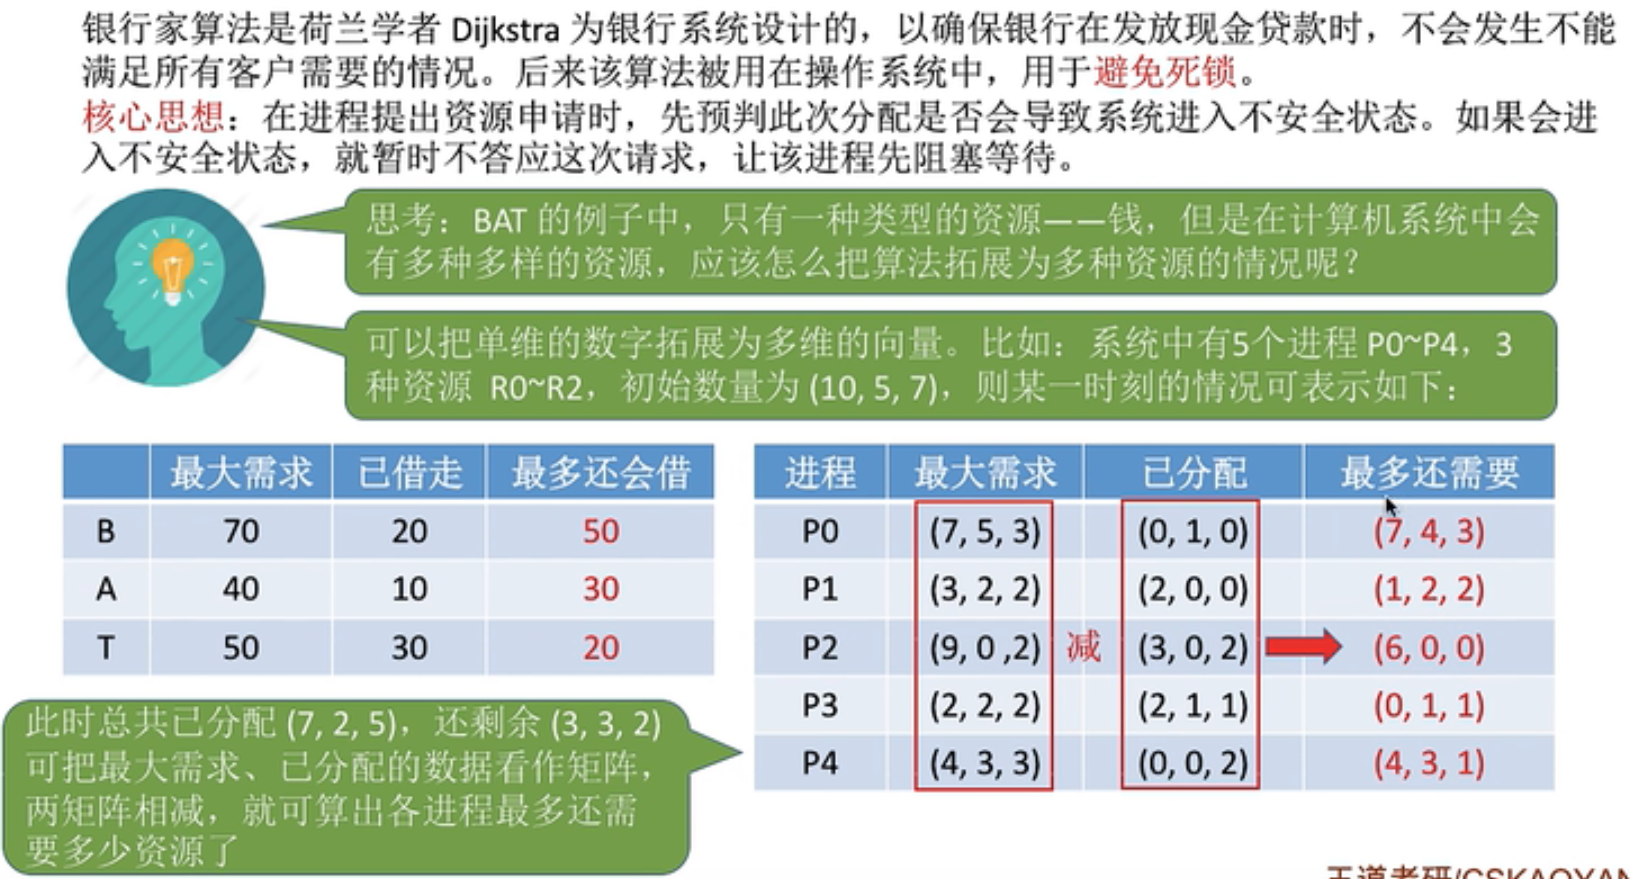 银行家算法是荷兰学者 Dijkstra 为银行系统设计的，以确保银行在发放现金贷款时，不会发生不能
满足所有客户需要的情况。后来该算法被用在操作系统中，用于避免死锁。
核心思想：在进程提出资源申请时，先预判此次分配是否会导致系统进入不安全状态。如果会进
入不安全状态，就暂时不答应这次请求，让该进程先阻塞等待。
思考：BAT 的例子中，只有一种类型的资源——钱，但是在计算机系统中会
有多种多样的资源，应该怎么把算法拓展为多种资源的情况呢？
可以把单维的数字拓展为多维的向量。比如：系统中有5个进程 P0~P4，3
种资源 R0~R2，初始数量为 (10, 5, 7)，则某一时刻的情况可表示如下：
最大需求 已借走 最多还会借
B 70 20 50
A 40 10 30
T 50 30 20
进程 最大需求 已分配 最多还需要
P0 (7, 5, 3) (0, 1, 0) (7, 4, 3)
P1 (3, 2, 2) (2, 0, 0) (1, 2, 2)
P2 (9, 0 ,2) 减 (3, 0, 2) (6, 0, 0)
P3 (2, 2, 2) (2, 1, 1) (0, 1, 1)
P4 (4, 3, 3) (0, 0, 2) (4, 3, 1)
此时总共已分配 (7, 2, 5)，还剩余 (3, 3, 2)
可把最大需求、已分配的数据看作矩阵，
两矩阵相减，就可算出各进程最多还需
要多少资源了
王道考研/CSKAOYAN